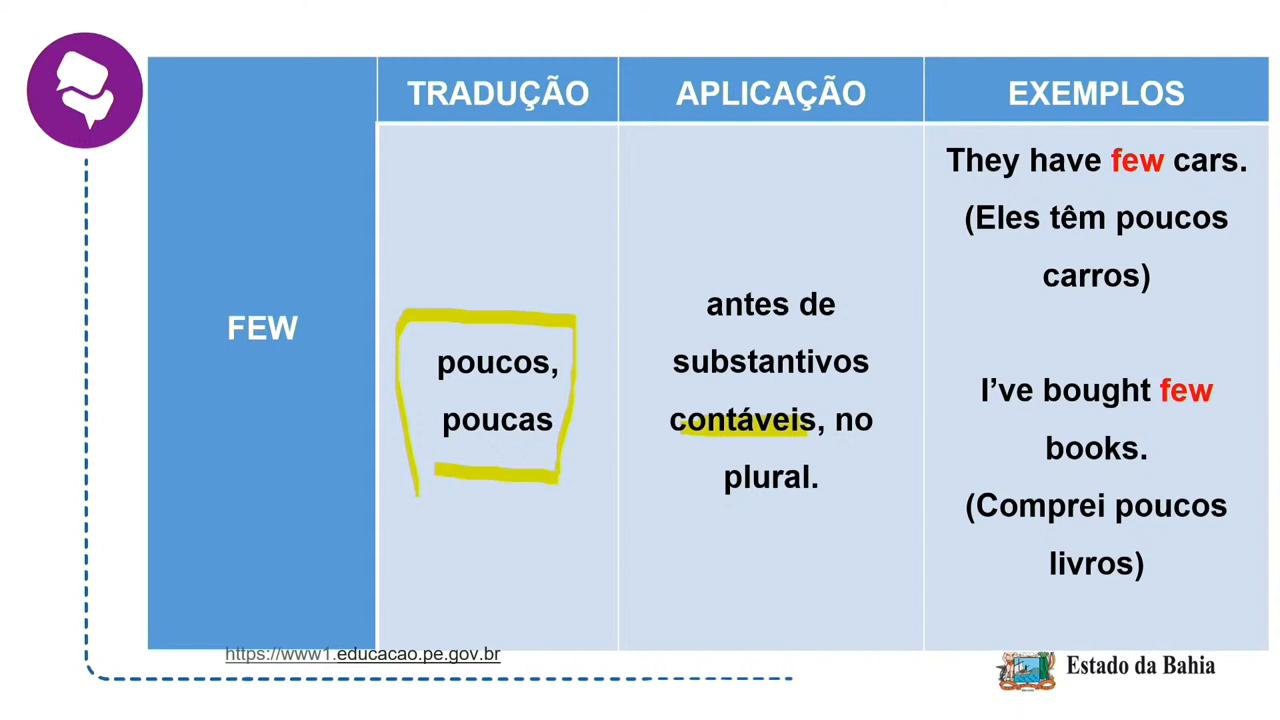 TRADUÇÃO
APLICAÇÃO
EXEMPLOS
FEW
poucos,
poucas
antes de
substantivos
contáveis, no
plural.
They have few cars.
(Eles têm poucos
carros)
I’ve bought few
books.
(Comprei poucos
livros)
https://www1.educacao.pe.gov.br
Estado da Bahia